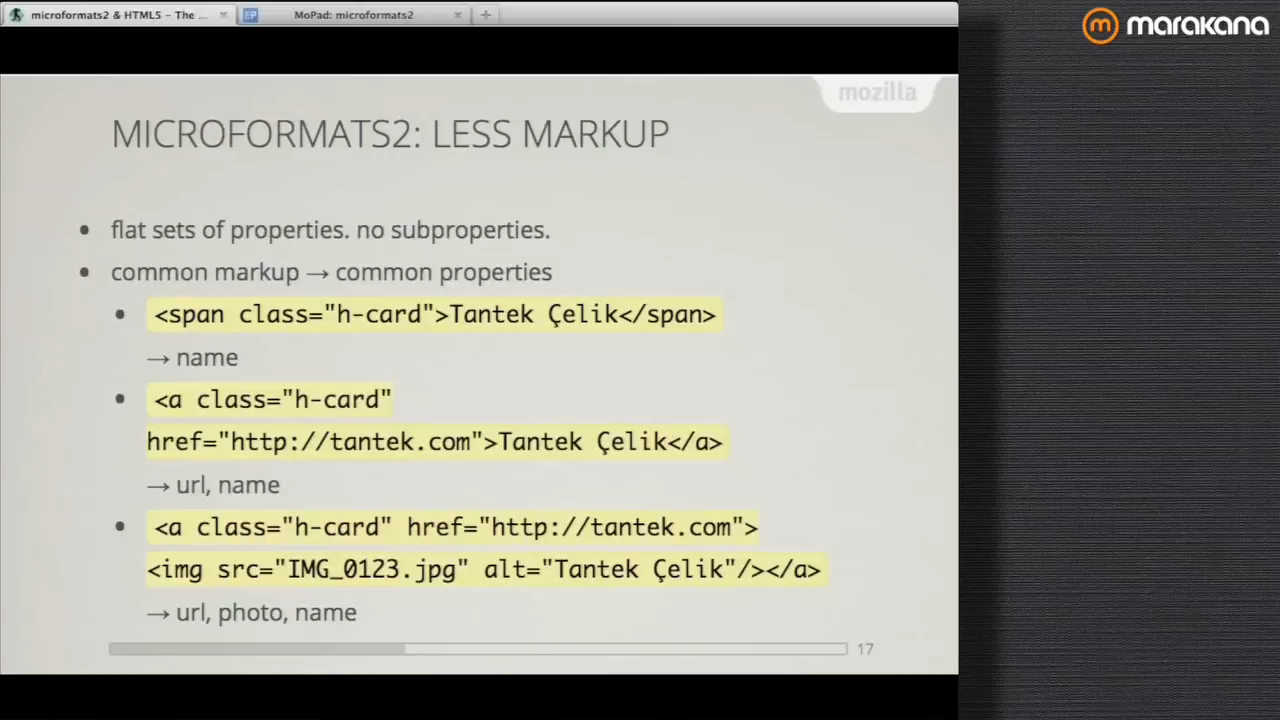 microformats2 & HTML5 – The ...
MoPad: microformats2
marakana
mozilla
MICROFORMATS2: LESS MARKUP
• flat sets of properties. no subproperties.
• common markup → common properties
• <span class="h-card">Tantek Çelik</span>
→ name
• <a class="h-card"
href="http://tantek.com">Tantek Çelik</a>
→ url, name
• <a class="h-card" href="http://tantek.com">
<img src="IMG_0123.jpg" alt="Tantek Çelik"/></a>
→ url, photo, name
17